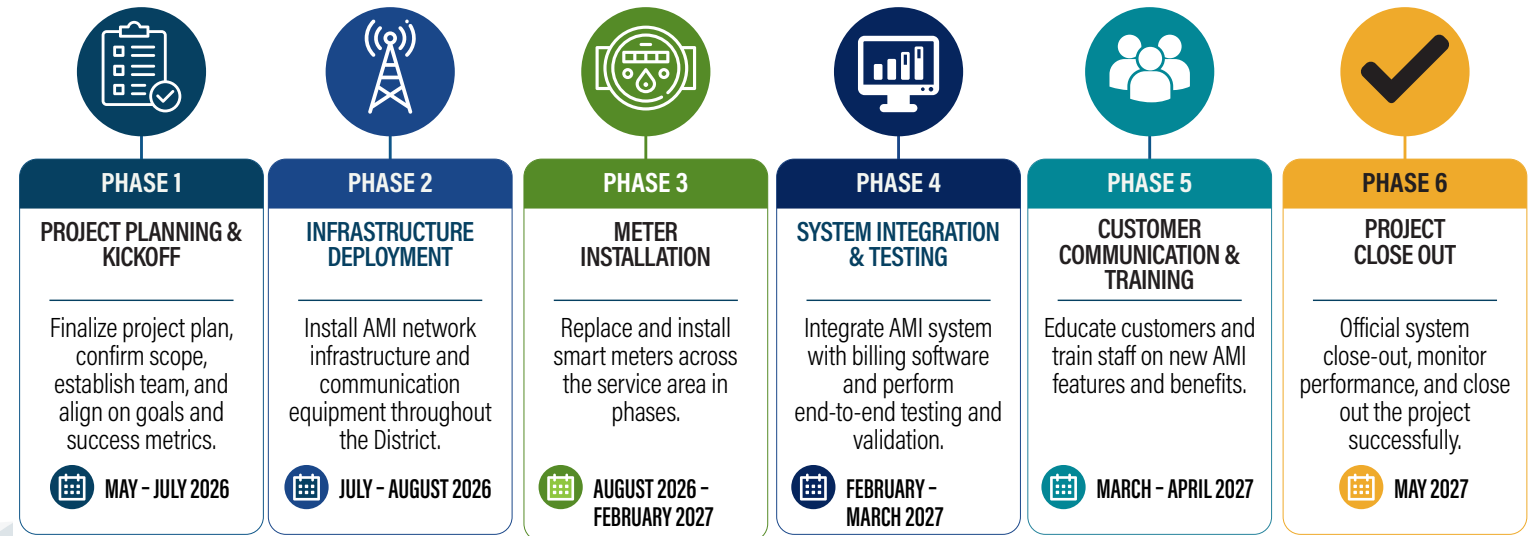 PHASE 1
PROJECT PLANNING &
KICKOFF
Finalize project plan,
confirm scope,
establish team, and
align on goals and
success metrics.
MAY – JULY 2026
PHASE 2
INFRASTRUCTURE
DEPLOYMENT
Install AMI network
infrastructure and
communication
equipment throughout
the District.
JULY – AUGUST 2026
PHASE 3
METER
INSTALLATION
Replace and install
smart meters across
the service area in
phases.
AUGUST 2026 –
FEBRUARY 2027
PHASE 4
SYSTEM INTEGRATION
& TESTING
Integrate AMI system
with billing software
and perform
end-to-end testing and
validation.
FEBRUARY –
MARCH 2027
PHASE 5
CUSTOMER
COMMUNICATION &
TRAINING
Educate customers and
train staff on new AMI
features and benefits.
MARCH – APRIL 2027
PHASE 6
PROJECT
CLOSE OUT
Official system
close-out, monitor
performance, and close
out the project
successfully.
MAY 2027